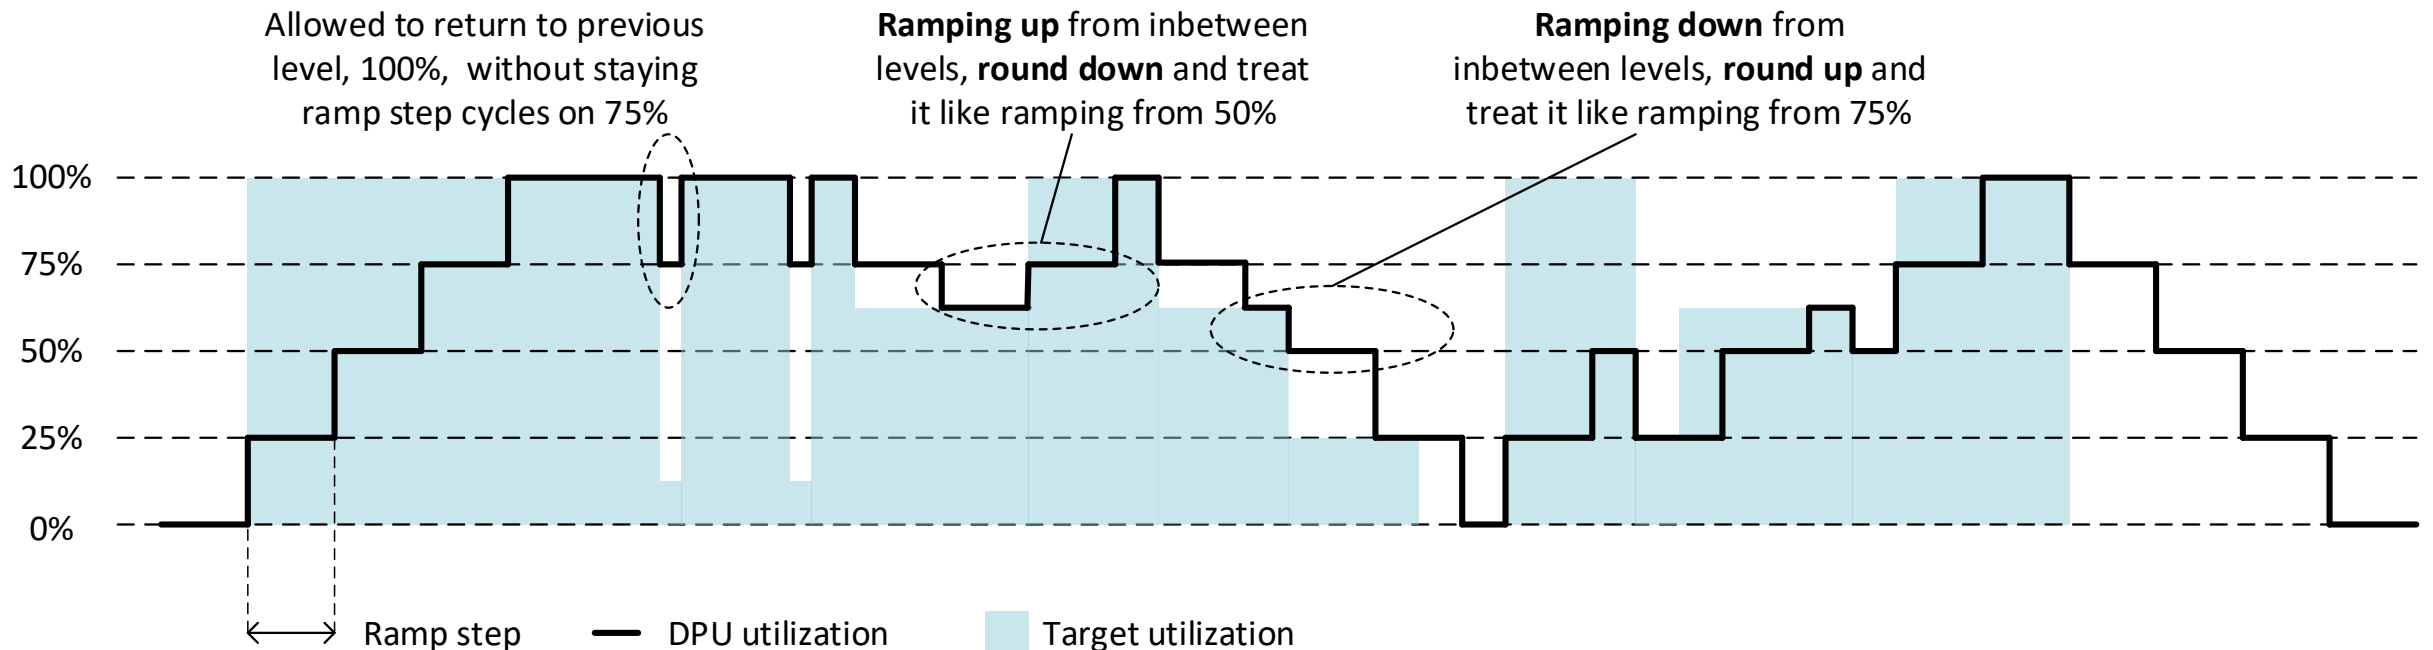 Allowed to return to previous
level, 100%, without staying
ramp step cycles on 75%
Ramping up from inbetween
levels, round down and treat
it like ramping from 50%
Ramping down from
inbetween levels, round up and
treat it like ramping from 75%
100%
75%
50%
25%
0%
Ramp step
DPU utilization
Target utilization